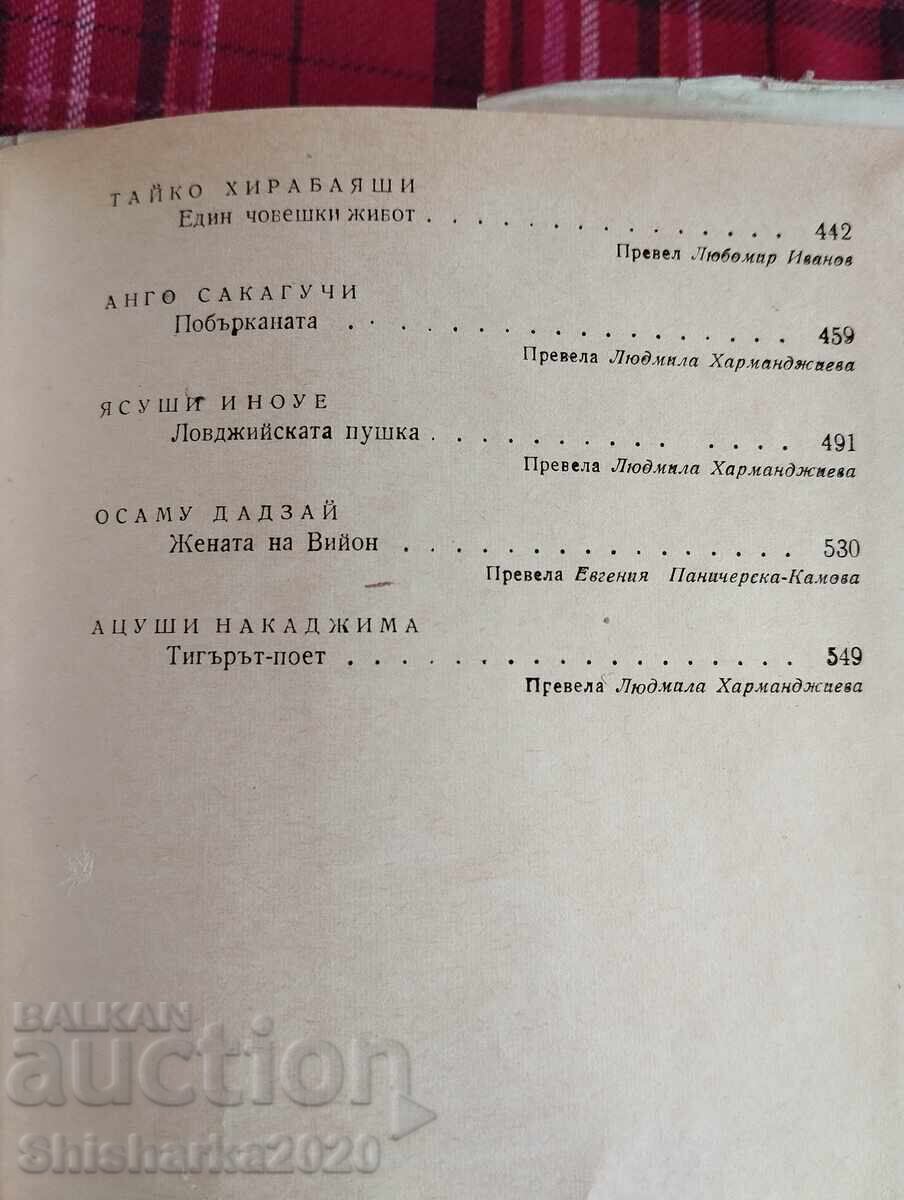 ТАЙКО ХИРАБАЯШИ
Един човешки живот . . . . . . . . . . . . . . . 442
Превел Любомир Иванов
АНГО САКАГУЧИ
Побърканата . . . . . . . . . . . . . . . . . 459
Превела Людмила Харманджиева
ЯСУШИ ИНОУЕ
Ловджийската пушка . . . . . . . . . . . . . . 491
Превела Людмила Харманджиева
ОСАМУ ДАДЗАЙ
Жената на Вийон . . . . . . . . . . . . . . . 530
Превела Евгения Паничерска-Камова
АЦУШИ НАКАДЖИМА
Тигърът-поет . . . . . . . . . . . . . . . . . 549
Превела Людмила Харманджиева
BALKAN
auction
Shisharka2020